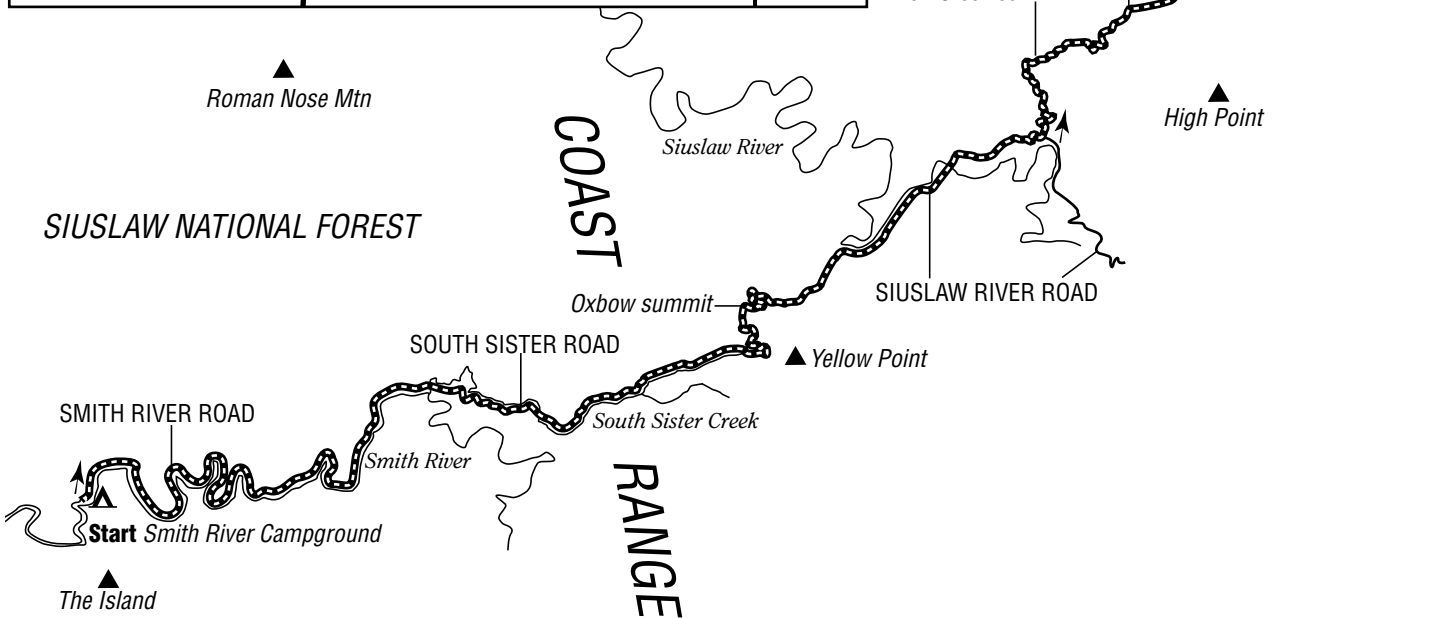 Roman Nose Mtn
High Point
COAST
Siuslaw River
SIUSLAW NATIONAL FOREST
SIUSLAW RIVER ROAD
Oxbow summit
SOUTH SISTER ROAD
Yellow Point
SMITH RIVER ROAD
South Sister Creek
Smith River
RANGE
Start Smith River Campground
The Island